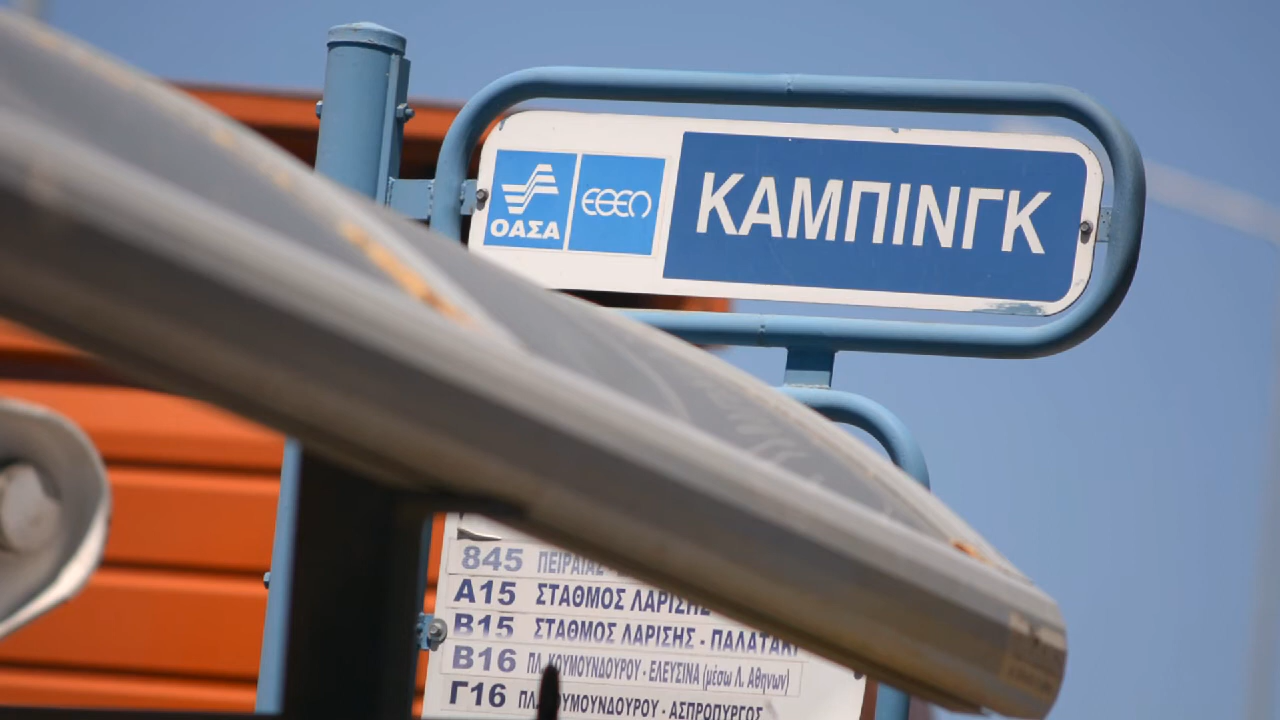 ΟΑΣΑ ΕΘΕΛ ΚΑΜΠΙΝΓΚ
845 ΠΕΙΡΑΙΑΣ -
Α15 ΣΤΑΘΜΟΣ ΛΑΡΙΣΗΣ
Β15 ΣΤΑΘΜΟΣ ΛΑΡΙΣΗΣ - ΠΑΛΑΤΑΚΙ
Β16 ΠΛ. ΚΟΥΜΟΥΝΔΟΥΡΟΥ - ΕΛΕΥΣΙΝΑ (μέσω Λ. Αθηνών)
Γ16 ΠΛ. ΚΟΥΜΟΥΝΔΟΥΡΟΥ - ΑΣΠΡΟΠΥΡΓΟΣ